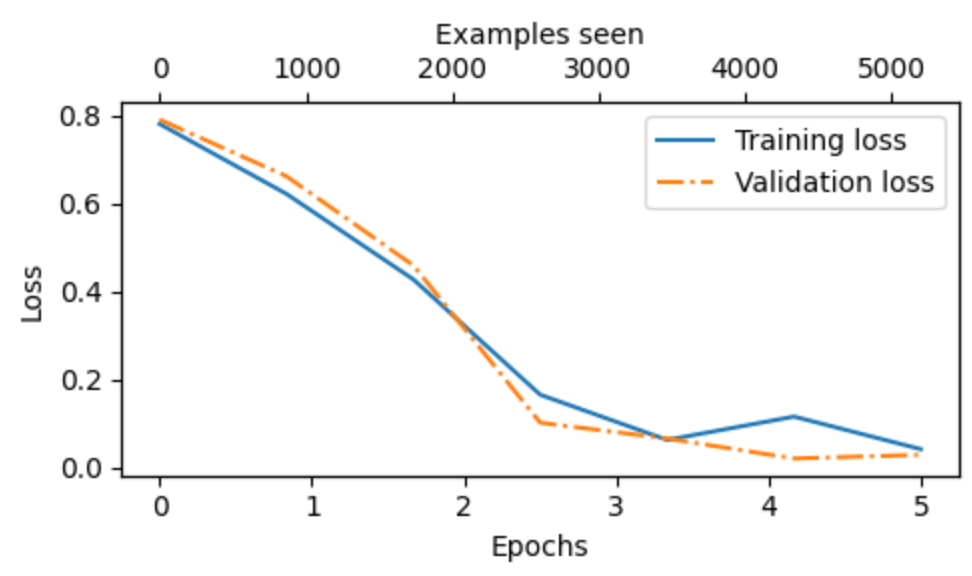 Examples seen
0 1000 2000 3000 4000 5000
0.8
0.6
0.4
0.2
0.0
Loss
Training loss
Validation loss
0 1 2 3 4 5
Epochs